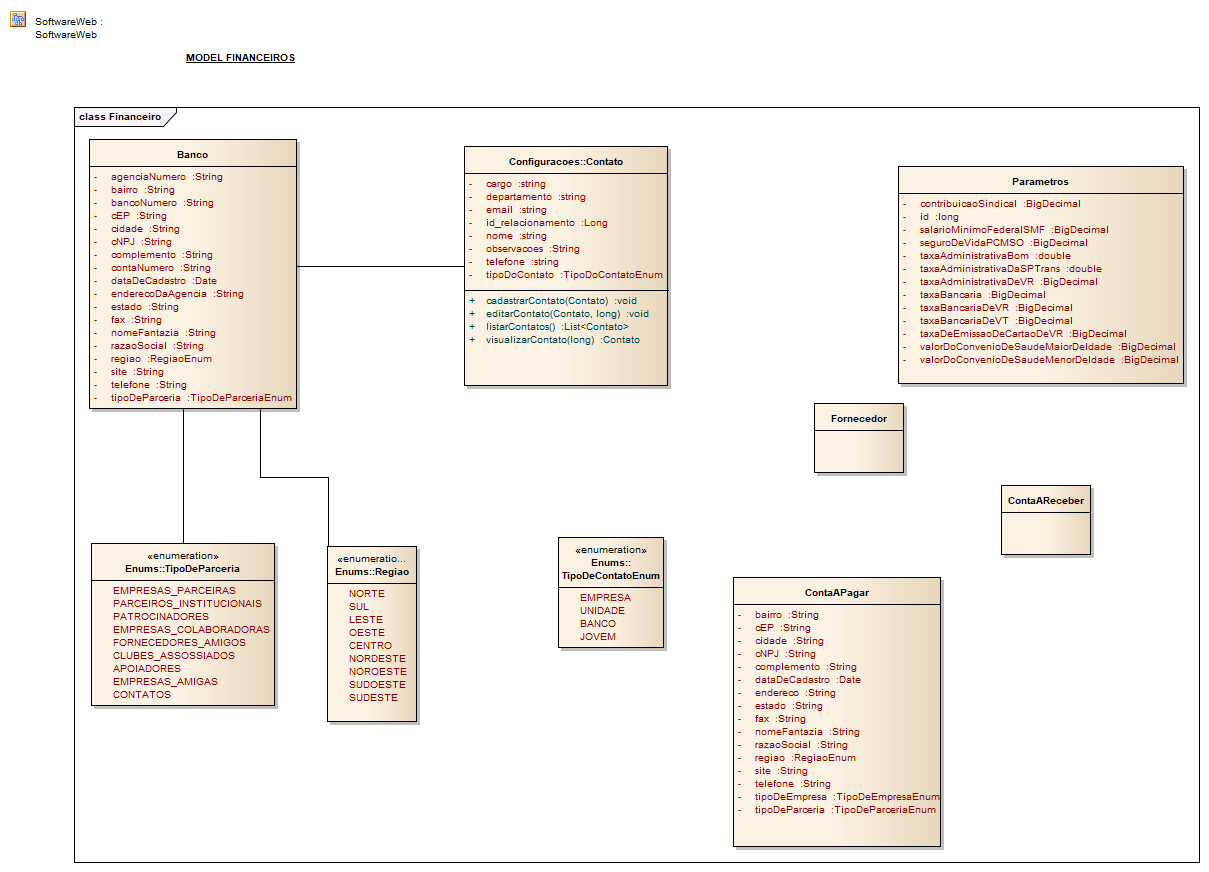 SoftwareWeb :
SoftwareWeb
MODEL FINANCEIROS
class Financeiro
Banco
- agenciaNumero :String
- bairro :String
- bancoNumero :String
- cEP :String
- cidade :String
- cNPJ :String
- complemento :String
- contaNumero :String
- dataDeCadastro :Date
- enderecoDaAgencia :String
- estado :String
- fax :String
- nomeFantazia :String
- razaoSocial :String
- regiao :RegiaoEnum
- site :String
- telefone :String
- tipoDeParceria :TipoDeParceriaEnum
Configuracoes::Contato
- cargo :string
- departamento :string
- email :string
- id_relacionamento :Long
- nome :string
- observacoes :String
- telefone :string
- tipoDoContato :TipoDoContatoEnum
+ cadastrarContato(Contato) :void
+ editarContato(Contato, long) :void
+ listarContatos() :List<Contato>
+ visualizarContato(long) :Contato
Parametros
- contribuicaoSindical :BigDecimal
- id :long
- salarioMinimoFederalSMF :BigDecimal
- seguroDeVidaPCMSO :BigDecimal
- taxaAdministrativaBom :double
- taxaAdministrativaDaSPTrans :double
- taxaAdministrativaDeVR :BigDecimal
- taxaBancaria :BigDecimal
- taxaBancariaDeVR :BigDecimal
- taxaBancariaDeVT :BigDecimal
- taxaDeEmissaoDeCartaoDeVR :BigDecimal
- valorDoConvenioDeSaudeMaiorDeIdade :BigDecimal
- valorDoConvenioDeSaudeMenorDeIdade :BigDecimal
Fornecedor
ContaAReceber
«enumeration»
Enums::TipoDeParceria
EMPRESAS_PARCEIRAS
PARCEIROS_INSTITUCIONAIS
PATROCINADORES
EMPRESAS_COLABORADORAS
FORNECEDORES_AMIGOS
CLUBES_ASSOSSIADOS
APOIADORES
EMPRESAS_AMIGAS
CONTATOS
«enumeratio...
Enums::Regiao
NORTE
SUL
LESTE
OESTE
CENTRO
NORDESTE
NOROESTE
SUDOESTE
SUDESTE
«enumeration»
Enums::
TipoDeContatoEnum
EMPRESA
UNIDADE
BANCO
JOVEM
ContaAPagar
- bairro :String
- cEP :String
- cidade :String
- cNPJ :String
- complemento :String
- dataDeCadastro :Date
- endereco :String
- estado :String
- fax :String
- nomeFantazia :String
- razaoSocial :String
- regiao :RegiaoEnum
- site :String
- telefone :String
- tipoDeEmpresa :TipoDeEmpresaEnum
- tipoDeParceria :TipoDeParceriaEnum